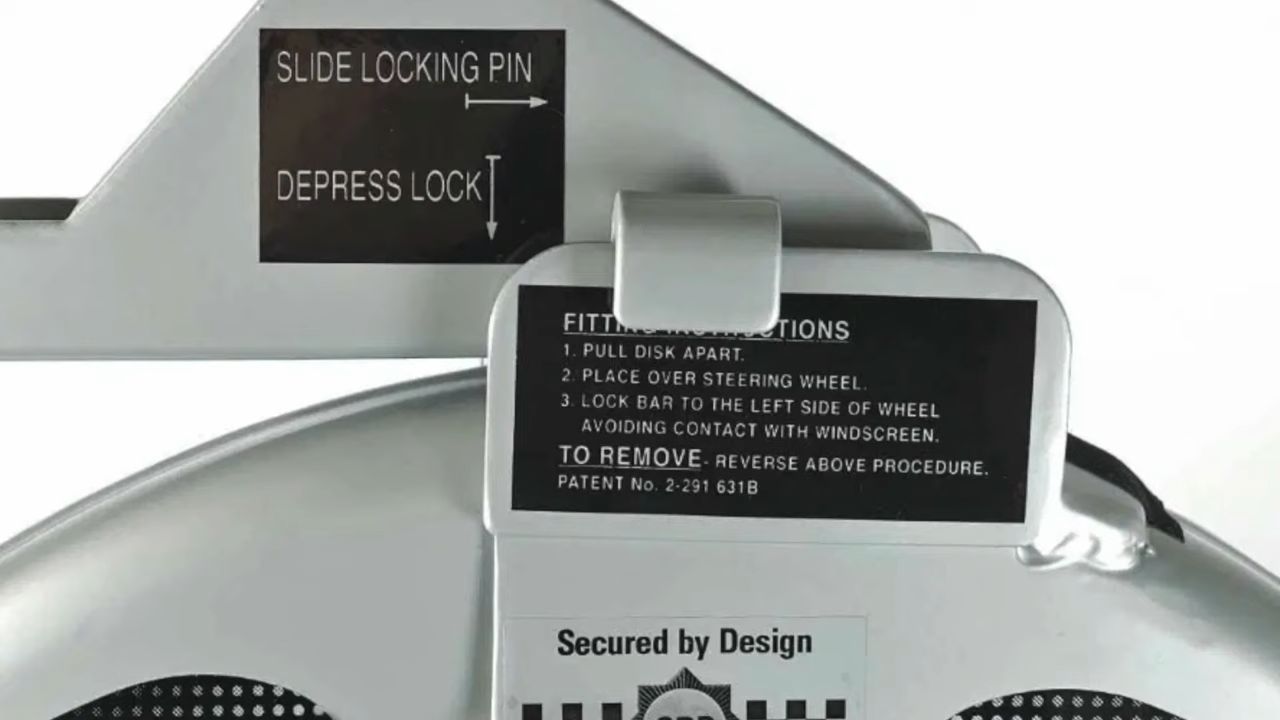 SLIDE LOCKING PIN
DEPRESS LOCK
FITTING INSTRUCTIONS
1. PULL DISK APART.
2. PLACE OVER STEERING WHEEL.
3. LOCK BAR TO THE LEFT SIDE OF WHEEL
AVOIDING CONTACT WITH WINDSCREEN.
TO REMOVE- REVERSE ABOVE PROCEDURE.
PATENT No. 2-291 631B
Secured by Design